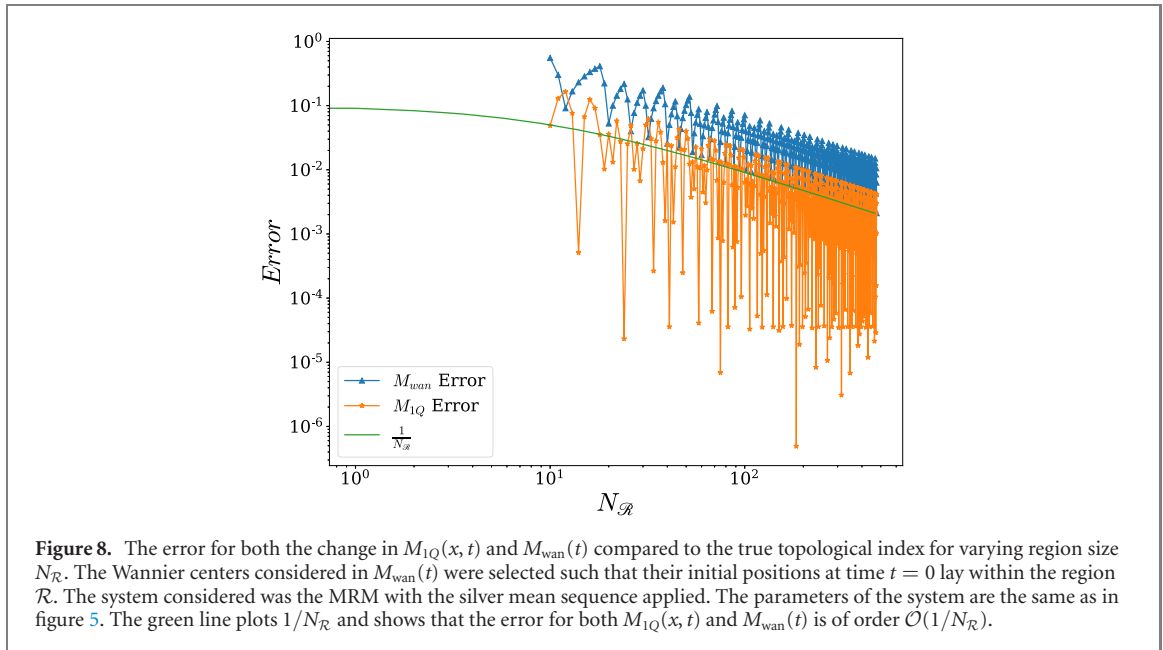 10^0
10^-1
10^-2
10^-3
10^-4
10^-5
10^-6
Error
M_wan Error
M_1Q Error
1/N_ℛ
10^0
10^1
10^2
N_ℛ
Figure 8. The error for both the change in M_1Q(x, t) and M_wan(t) compared to the true topological index for varying region size
N_ℛ. The Wannier centers considered in M_wan(t) were selected such that their initial positions at time t = 0 lay within the region
ℛ. The system considered was the MRM with the silver mean sequence applied. The parameters of the system are the same as in
figure 5. The green line plots 1/N_ℛ and shows that the error for both M_1Q(x, t) and M_wan(t) is of order 𝒪(1/N_ℛ).